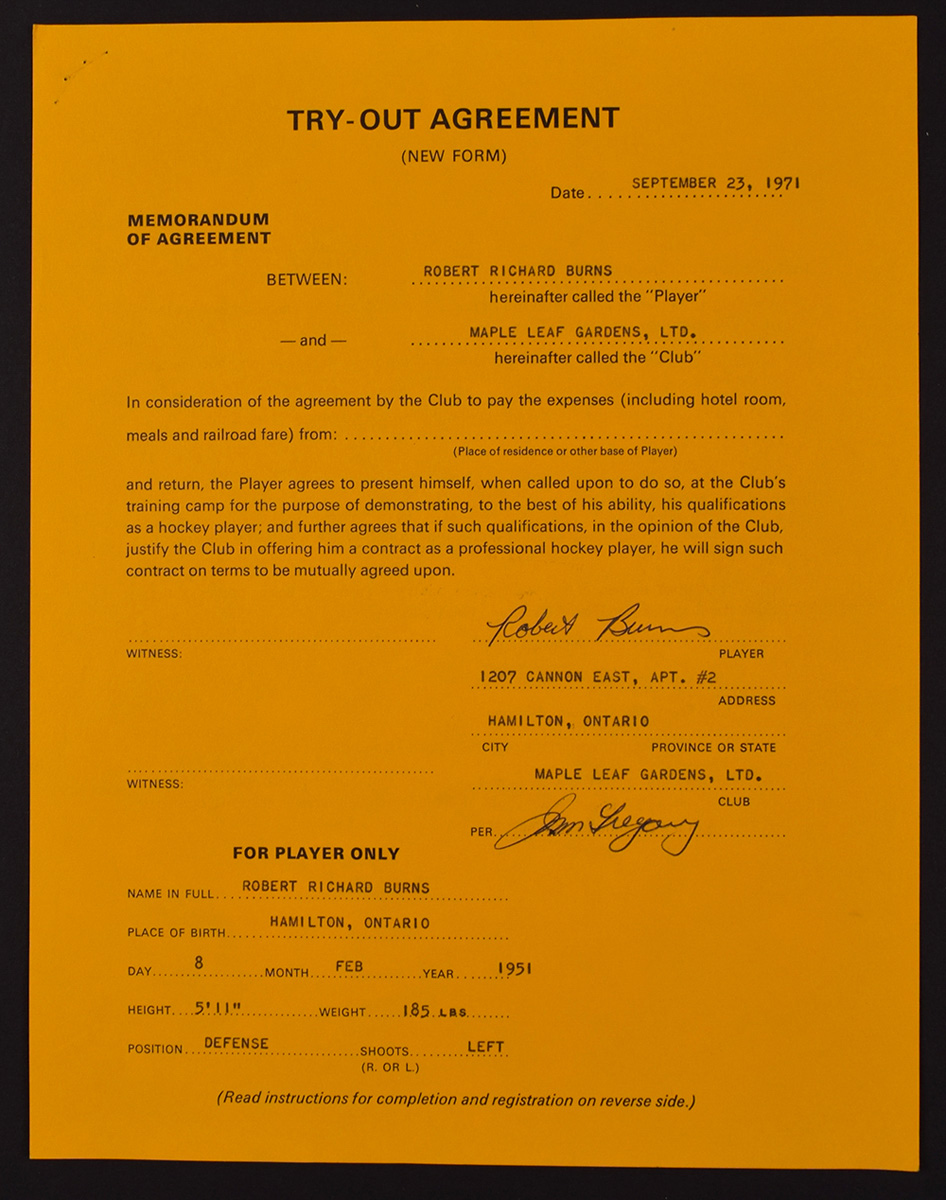 TRY-OUT AGREEMENT
(NEW FORM)
Date SEPTEMBER 23, 1971
MEMORANDUM
OF AGREEMENT
BETWEEN: ROBERT RICHARD BURNS
hereinafter called the "Player"
— and — MAPLE LEAF GARDENS, LTD.
hereinafter called the "Club"
In consideration of the agreement by the Club to pay the expenses (including hotel room,
meals and railroad fare) from:
(Place of residence or other base of Player)
and return, the Player agrees to present himself, when called upon to do so, at the Club's
training camp for the purpose of demonstrating, to the best of his ability, his qualifications
as a hockey player; and further agrees that if such qualifications, in the opinion of the Club,
justify the Club in offering him a contract as a professional hockey player, he will sign such
contract on terms to be mutually agreed upon.
Robert Burns
WITNESS: PLAYER
1207 CANNON EAST, APT. #2
ADDRESS
HAMILTON, ONTARIO
CITY PROVINCE OR STATE
MAPLE LEAF GARDENS, LTD.
WITNESS: CLUB
PER. Jim Gregory
FOR PLAYER ONLY
NAME IN FULL ROBERT RICHARD BURNS
PLACE OF BIRTH HAMILTON, ONTARIO
DAY 8 MONTH FEB YEAR 1951
HEIGHT 5'11" WEIGHT 185 LBS
POSITION DEFENSE SHOOTS LEFT
(R. OR L.)
(Read instructions for completion and registration on reverse side.)